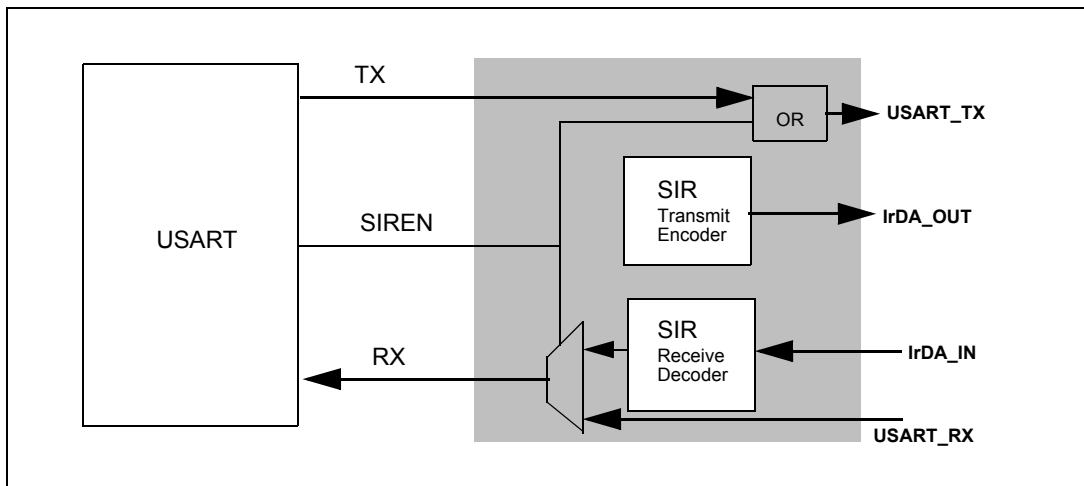 TX
OR
USART_TX
SIR
Transmit
Encoder
IrDA_OUT
USART
SIREN
SIR
Receive
Decoder
IrDA_IN
RX
USART_RX